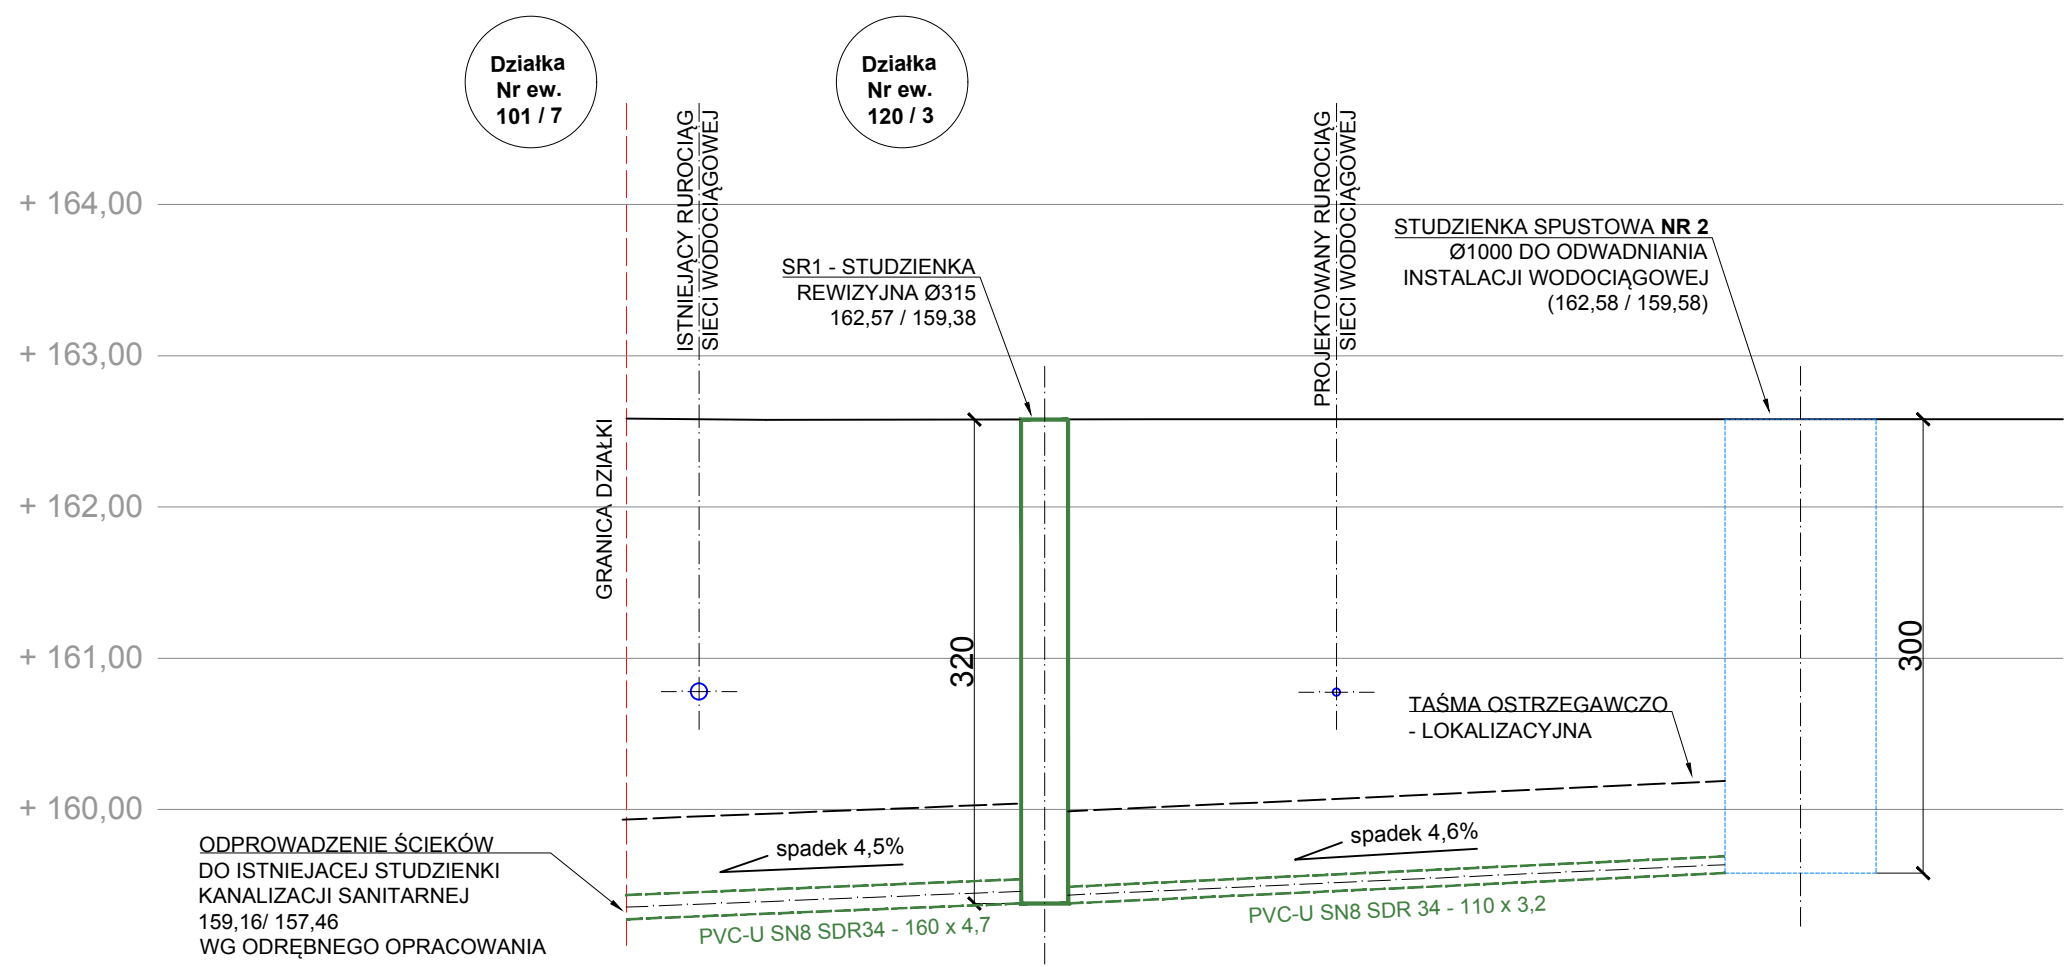 Działka
Nr ew.
101 / 7
Działka
Nr ew.
120 / 3
ISTNIEJĄCY RUROCIĄG
SIECI WODOCIĄGOWEJ
PROJEKTOWANY RUROCIĄG
SIECI WODOCIĄGOWEJ
+ 164,00
STUDZIENKA SPUSTOWA NR 2
Ø1000 DO ODWADNIANIA
INSTALACJI WODOCIĄGOWEJ
(162,58 / 159,58)
SR1 - STUDZIENKA
REWIZYJNA Ø315
162,57 / 159,38
+ 163,00
GRANICA DZIAŁKI
+ 162,00
+ 161,00
320
300
TAŚMA OSTRZEGAWCZO
- LOKALIZACYJNA
+ 160,00
spadek 4,5%
spadek 4,6%
ODPROWADZENIE ŚCIEKÓW
DO ISTNIEJACEJ STUDZIENKI
KANALIZACJI SANITARNEJ
159,16/ 157,46
WG ODRĘBNEGO OPRACOWANIA
PVC-U SN8 SDR34 - 160 x 4,7
PVC-U SN8 SDR 34 - 110 x 3,2